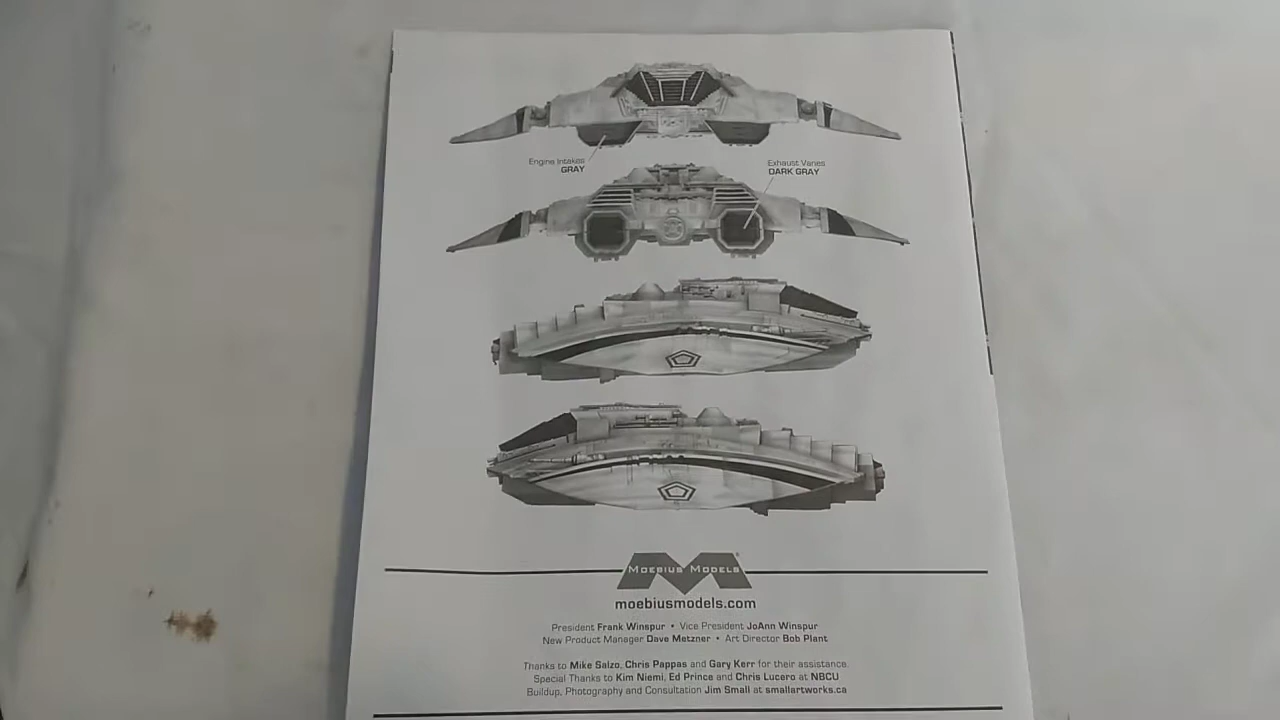 Engine Intakes
GRAY
Exhaust Vanes
DARK GRAY
MOEBIUS MODELS
moebiusmodels.com
President Frank Winspur • Vice President JoAnn Winspur
New Product Manager Dave Metzner • Art Director Bob Plant
Thanks to Mike Salzo, Chris Pappas and Gary Kerr for their assistance.
Special Thanks to Kim Niemi, Ed Prince and Chris Lucero at NBCU
Buildup, Photography and Consultation Jim Small at smallartworks.ca